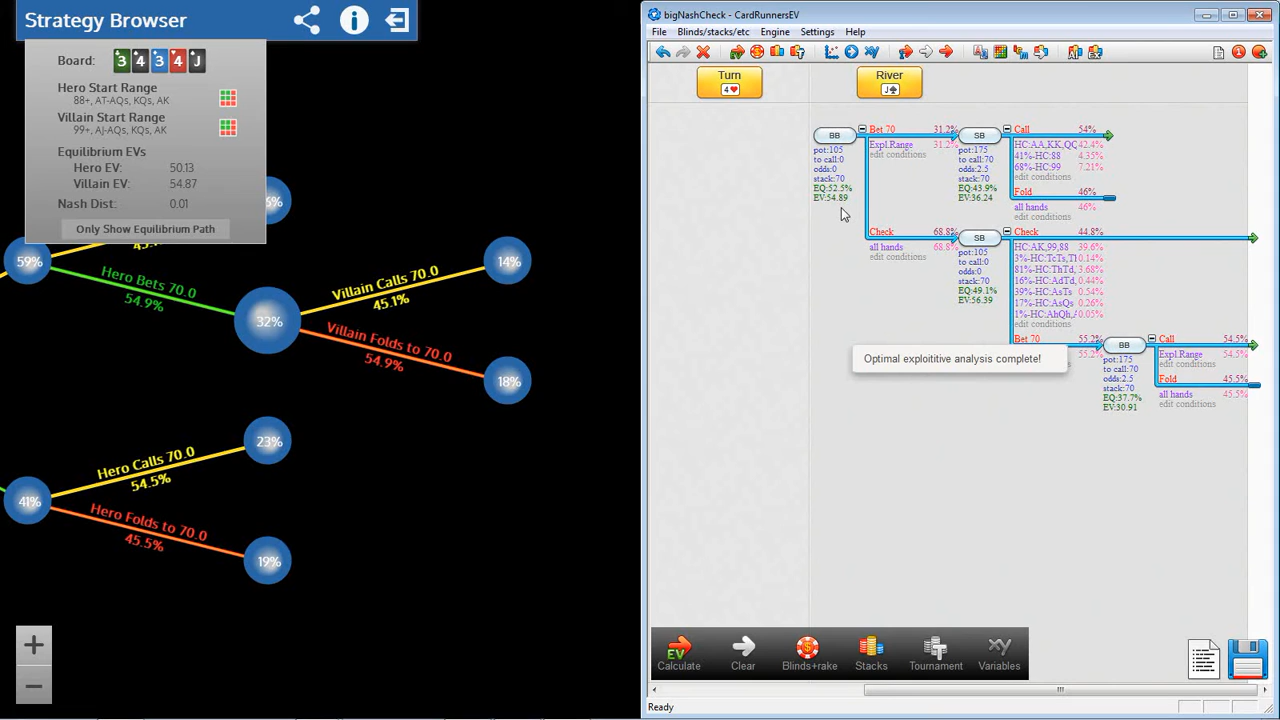 Strategy Browser
Board: 3 4 3 4 J
Hero Start Range
88+, AT-AQs, KQs, AK
Villain Start Range
99+, AJ-AQs, KQs, AK
Equilibrium EVs
Hero EV: 50.13
Villain EV: 54.87
Nash Dist: 0.01
Only Show Equilibrium Path
59%
Hero Bets 70.0
54.9%
32%
Villain Calls 70.0
45.1%
14%
Villain Folds to 70.0
54.9%
18%
41%
Hero Calls 70.0
54.5%
23%
Hero Folds to 70.0
45.5%
19%
bigNashCheck - CardRunnersEV
File Blinds/stacks/etc Engine Settings Help
Turn
4♥
River
J♠
BB
pot:105
to call:0
odds:0
stack:70
EQ:52.5%
EV:54.89
Bet 70 31.2%
Expl.Range 31.2%
edit conditions
SB
pot:175
to call:70
odds:2.5
stack:70
EQ:43.9%
EV:36.24
Call 54%
HC:AA,KK,QQ 42.4%
41%-HC:88 4.35%
68%-HC:99 7.21%
edit conditions
Fold 46%
all hands 46%
Check 68.8%
all hands 68.8%
edit conditions
SB
pot:105
to call:0
odds:0
stack:70
EQ:49.1%
EV:56.39
Check 44.8%
HC:AK,99,88 39.6%
3%-HC:TcTs,T 0.14%
81%-HC:ThTd, 3.68%
16%-HC:AdTd, 0.44%
39%-HC:AsTs 0.54%
51%-HC:AsQs 0.26%
1%-HC:AhQh, 0.05%
edit conditions
Bet 70 55.2%
55.2%
BB
pot:175
to call:70
odds:2.5
stack:70
EQ:37.7%
EV:30.91
Call 54.5%
Expl.Range 54.5%
edit conditions
Fold 45.5%
all hands 45.5%
edit conditions
Optimal exploititive analysis complete!
EV
Calculate
Clear
Blinds+rake
Stacks
Tournament
xy
Variables
Ready